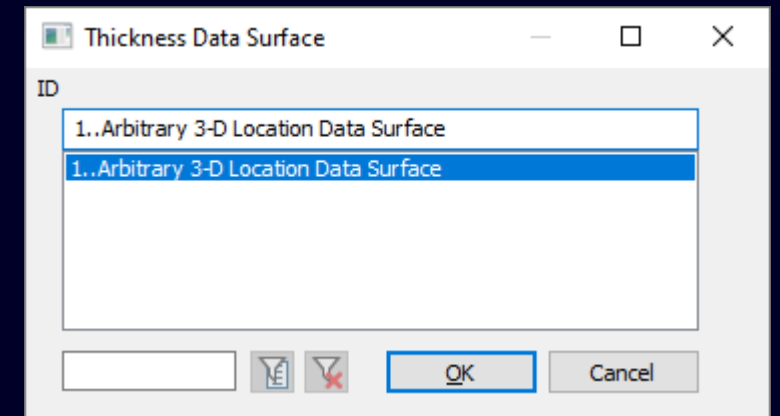 Thickness Data Surface
ID
1..Arbitrary 3-D Location Data Surface
1..Arbitrary 3-D Location Data Surface
OK Cancel